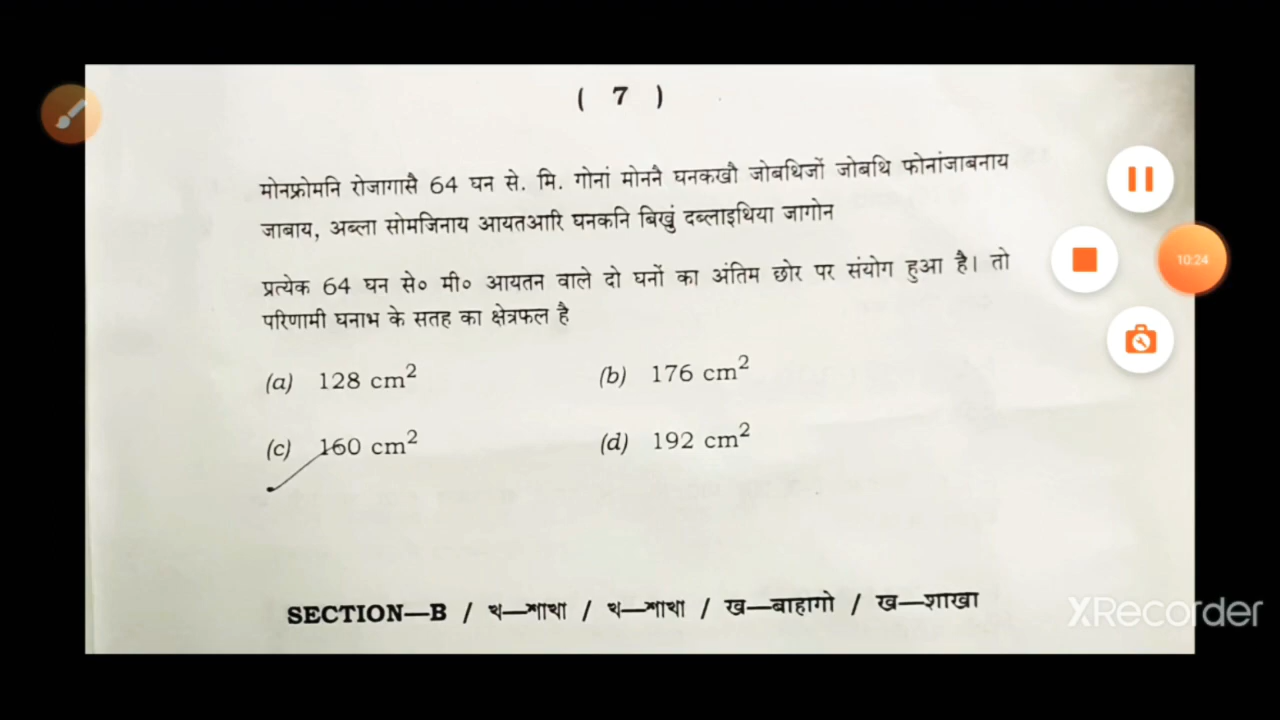 ( 7 )
मोनफ्रोमनि रोजागासै 64 घन से. मि. गोनां मोननै घनकखौ जोबथिजों जोबथि फोनांजाबनाय
जाबाय, अब्ला सोमजिनाय आयतआरि घनकनि बिखुं दब्लाइथिया जागोन
प्रत्येक 64 घन से० मी० आयतन वाले दो घनों का अंतिम छोर पर संयोग हुआ है। तो
परिणामी घनाभ के सतह का क्षेत्रफल है
(a) 128 cm²
(b) 176 cm²
(c) 160 cm²
(d) 192 cm²
SECTION—B / খ—শাখা / খ—শাখা / ख—बाहागो / ख—शाखा
10:24
XRecorder